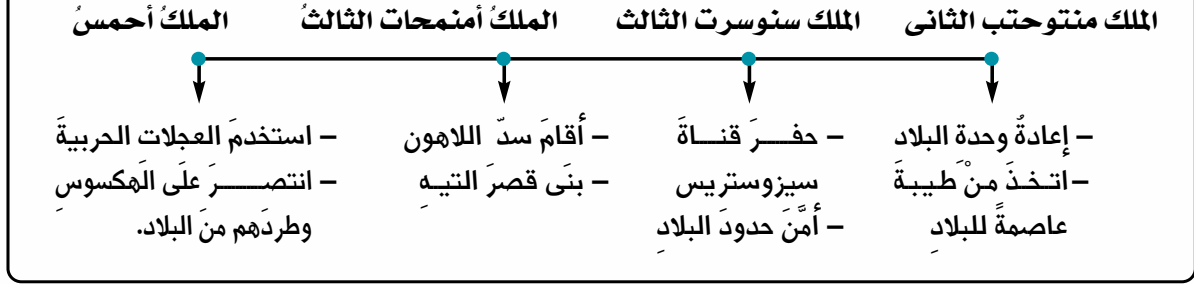 الملك منتوحتب الثانى
الملك سنوسرت الثالث
الملكُ أمنمحات الثالثُ
الملكُ أحمسُ
– إعادةُ وحدة البلاد
– اتخذَ منْ طيبةَ
عاصمةً للبلادِ
– حفرَ قناةَ
سيزوستريس
– أمَّنَ حدودَ البلادِ
– أقامَ سدّ اللاهون
– بنَى قصرَ التيهِ
– استخدمَ العجلات الحربيةَ
– انتصرَ علَى الهكسوسِ
وطردَهم منَ البلاد.